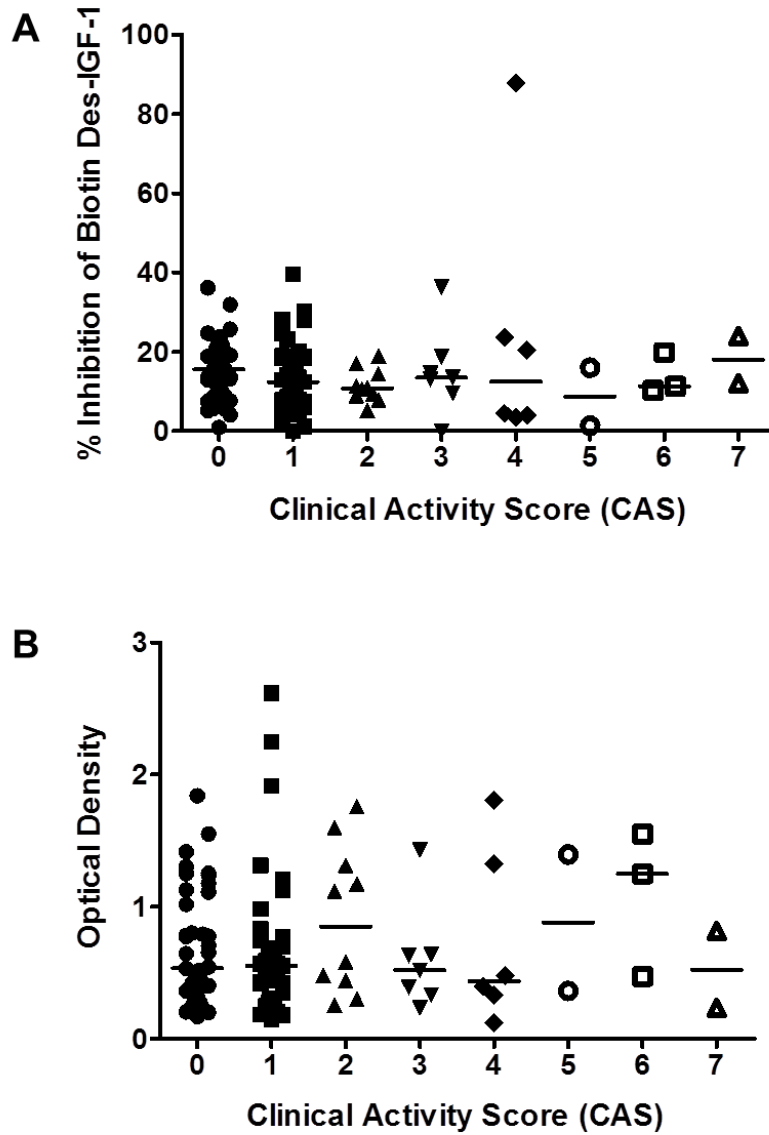 A
% Inhibition of Biotin Des-IGF-1
100
80
60
40
20
0
0 1 2 3 4 5 6 7
Clinical Activity Score (CAS)
B
Optical Density
3
2
1
0
0 1 2 3 4 5 6 7
Clinical Activity Score (CAS)